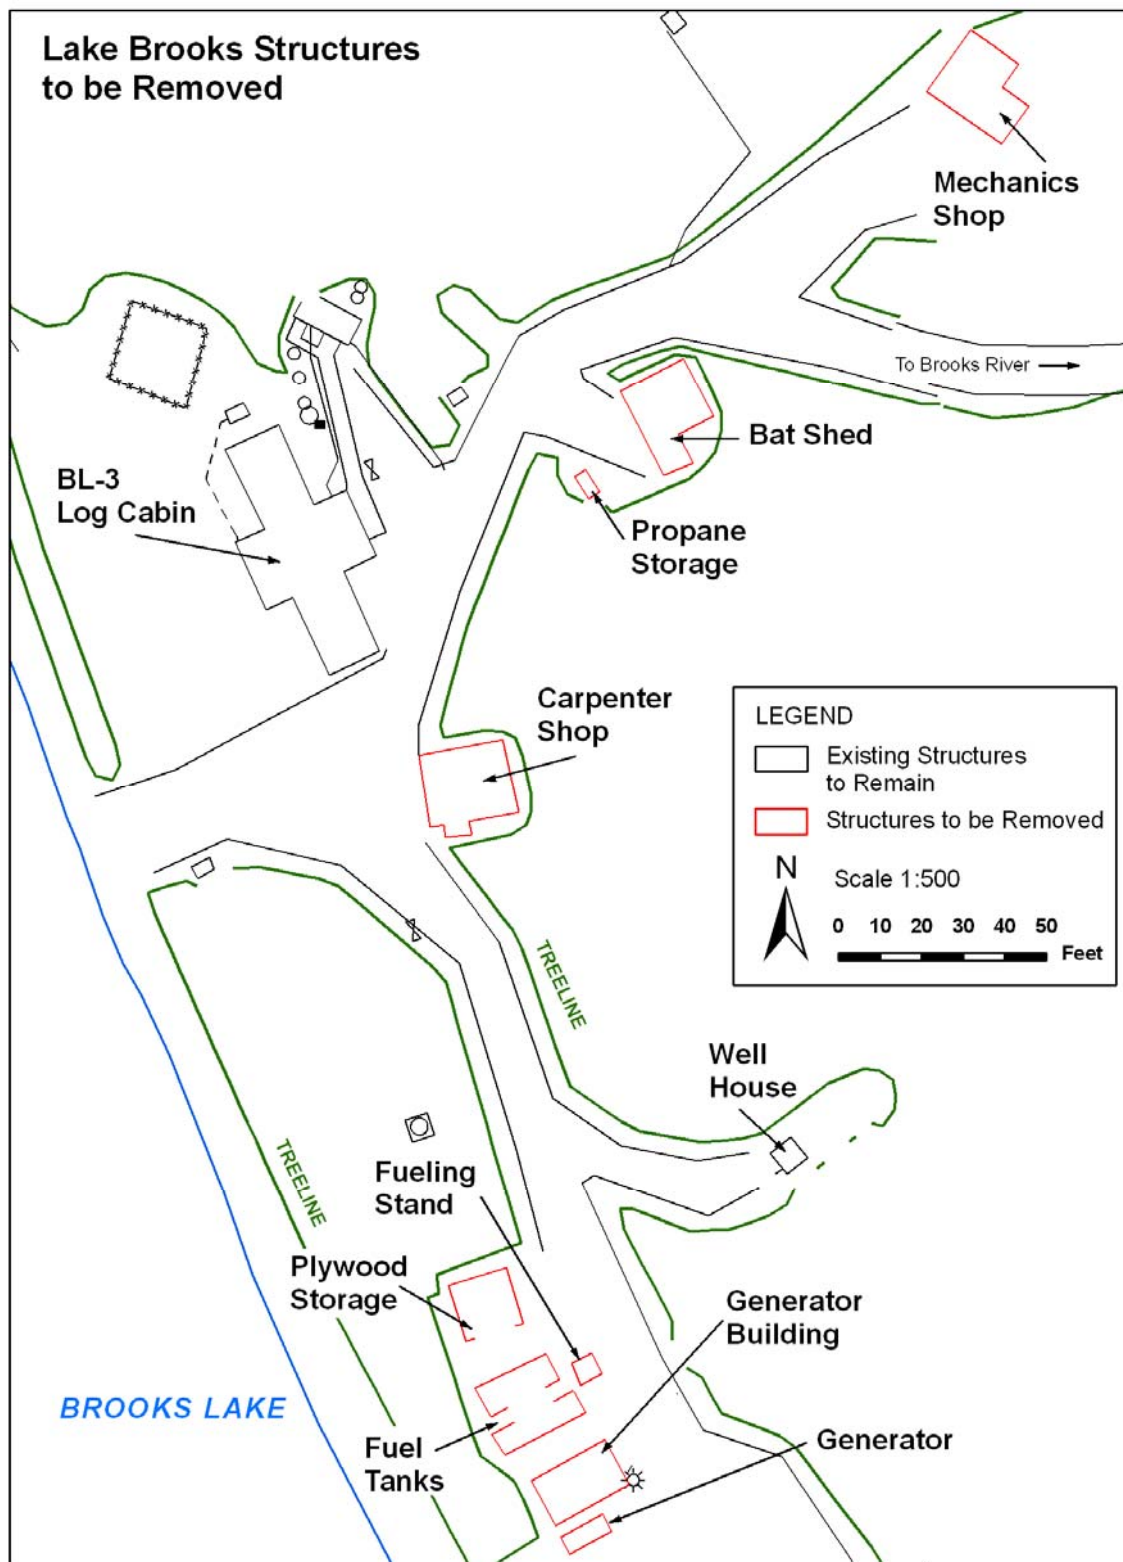 Lake Brooks Structures
to be Removed
Mechanics
Shop
To Brooks River
Bat Shed
BL-3
Log Cabin
Propane
Storage
Carpenter
Shop
LEGEND
Existing Structures
to Remain
Structures to be Removed
N
Scale 1:500
0 10 20 30 40 50
Feet
TREELINE
Well
House
TREELINE
Fueling
Stand
Plywood
Storage
Generator
Building
BROOKS LAKE
Fuel
Tanks
Generator